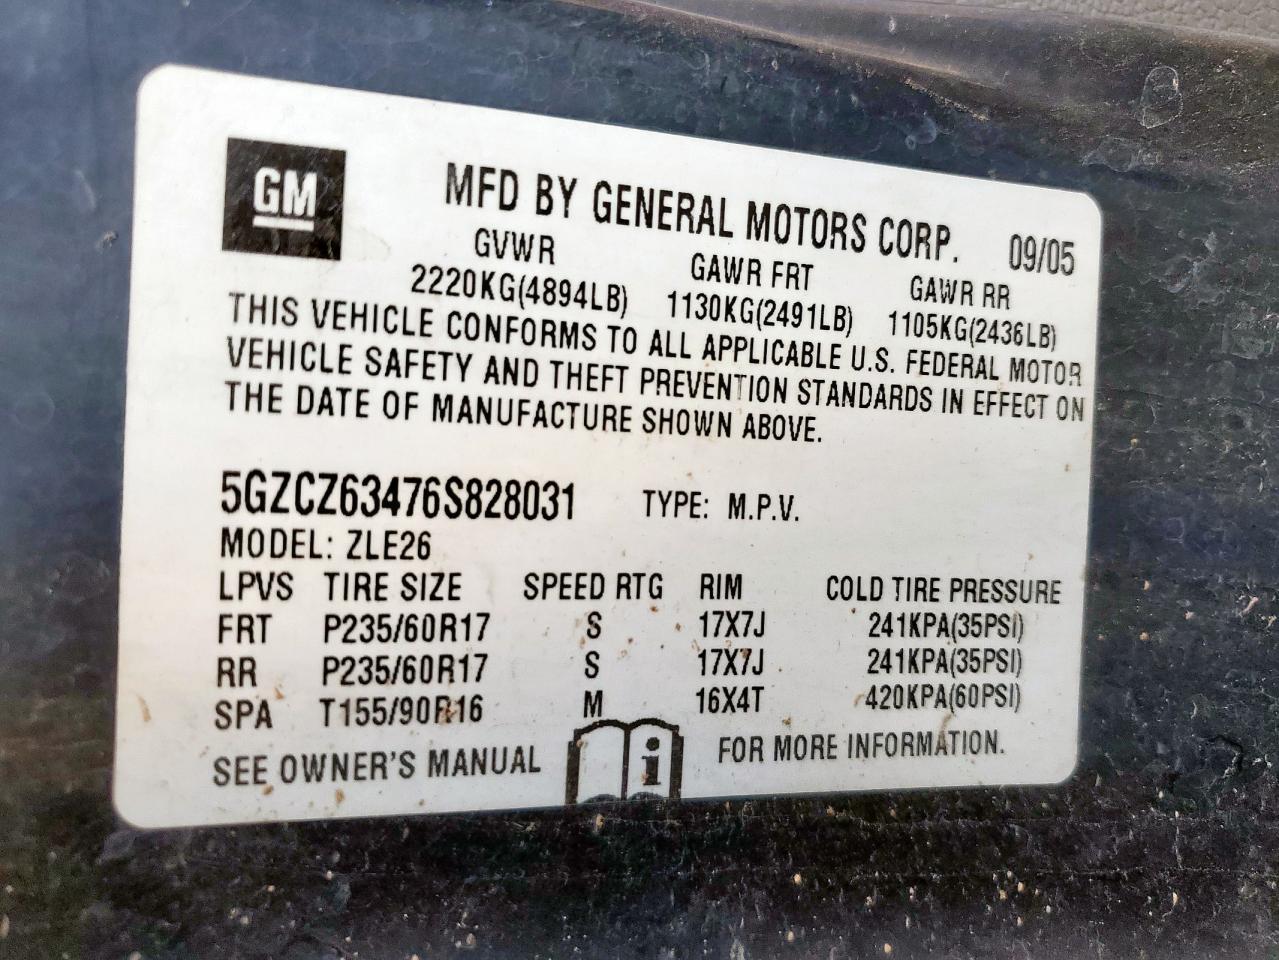 GM
MFD BY GENERAL MOTORS CORP. 09/05
GVWR GAWR FRT GAWR RR
2220KG(4894LB) 1130KG(2491LB) 1105KG(2436LB)
THIS VEHICLE CONFORMS TO ALL APPLICABLE U.S. FEDERAL MOTOR
VEHICLE SAFETY AND THEFT PREVENTION STANDARDS IN EFFECT ON
THE DATE OF MANUFACTURE SHOWN ABOVE.
5GZCZ63476S828031 TYPE: M.P.V.
MODEL: ZLE26
LPVS TIRE SIZE SPEED RTG RIM COLD TIRE PRESSURE
FRT P235/60R17 S 17X7J 241KPA(35PSI)
RR P235/60R17 S 17X7J 241KPA(35PSI)
SPA T155/90R16 M 16X4T 420KPA(60PSI)
SEE OWNER'S MANUAL i FOR MORE INFORMATION.